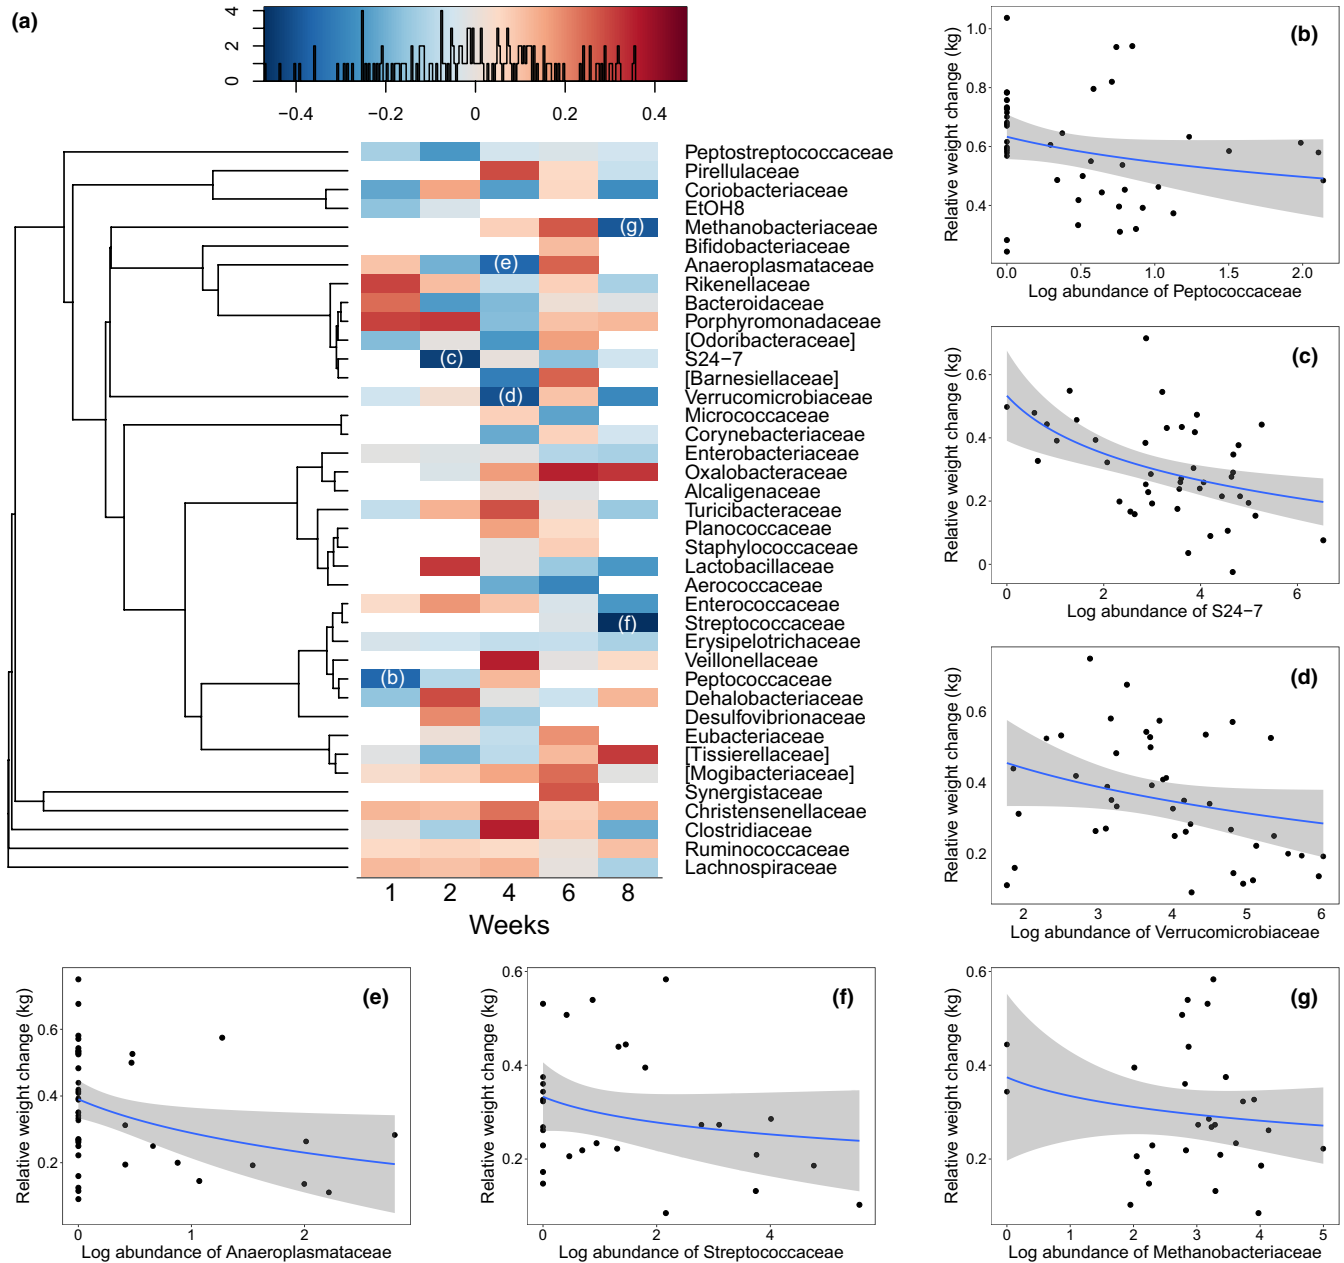 (a)
0
2
4
−0.4
−0.2
0
0.2
0.4
Peptostreptococcaceae
Pirellulaceae
Coriobacteriaceae
EtOH8
Methanobacteriaceae
Bifidobacteriaceae
Anaeroplasmataceae
Rikenellaceae
Bacteroidaceae
Porphyromonadaceae
[Odoribacteraceae]
S24−7
[Barnesiellaceae]
Verrucomicrobiaceae
Micrococcaceae
Corynebacteriaceae
Enterobacteriaceae
Oxalobacteraceae
Alcaligenaceae
Turicibacteraceae
Planococcaceae
Staphylococcaceae
Lactobacillaceae
Aerococcaceae
Enterococcaceae
Streptococcaceae
Erysipelotrichaceae
Veillonellaceae
Peptococcaceae
Dehalobacteriaceae
Desulfovibrionaceae
Eubacteriaceae
[Tissierellaceae]
[Mogibacteriaceae]
Synergistaceae
Christensenellaceae
Clostridiaceae
Ruminococcaceae
Lachnospiraceae
(g)
(e)
(c)
(d)
(f)
(b)
1 2 4 6 8
Weeks
(b)
Relative weight change (kg)
1.0
0.8
0.6
0.4
0.0 0.5 1.0 1.5 2.0
Log abundance of Peptococcaceae
(c)
Relative weight change (kg)
0.6
0.4
0.2
0
0 2 4 6
Log abundance of S24−7
(d)
Relative weight change (kg)
0.6
0.4
0.2
2 3 4 5 6
Log abundance of Verrucomicrobiaceae
(e)
Relative weight change (kg)
0.6
0.4
0.2
0 1 2
Log abundance of Anaeroplasmataceae
(f)
Relative weight change (kg)
0.6
0.4
0.2
0 2 4
Log abundance of Streptococcaceae
(g)
Relative weight change (kg)
0.6
0.4
0.2
0 1 2 3 4 5
Log abundance of Methanobacteriaceae